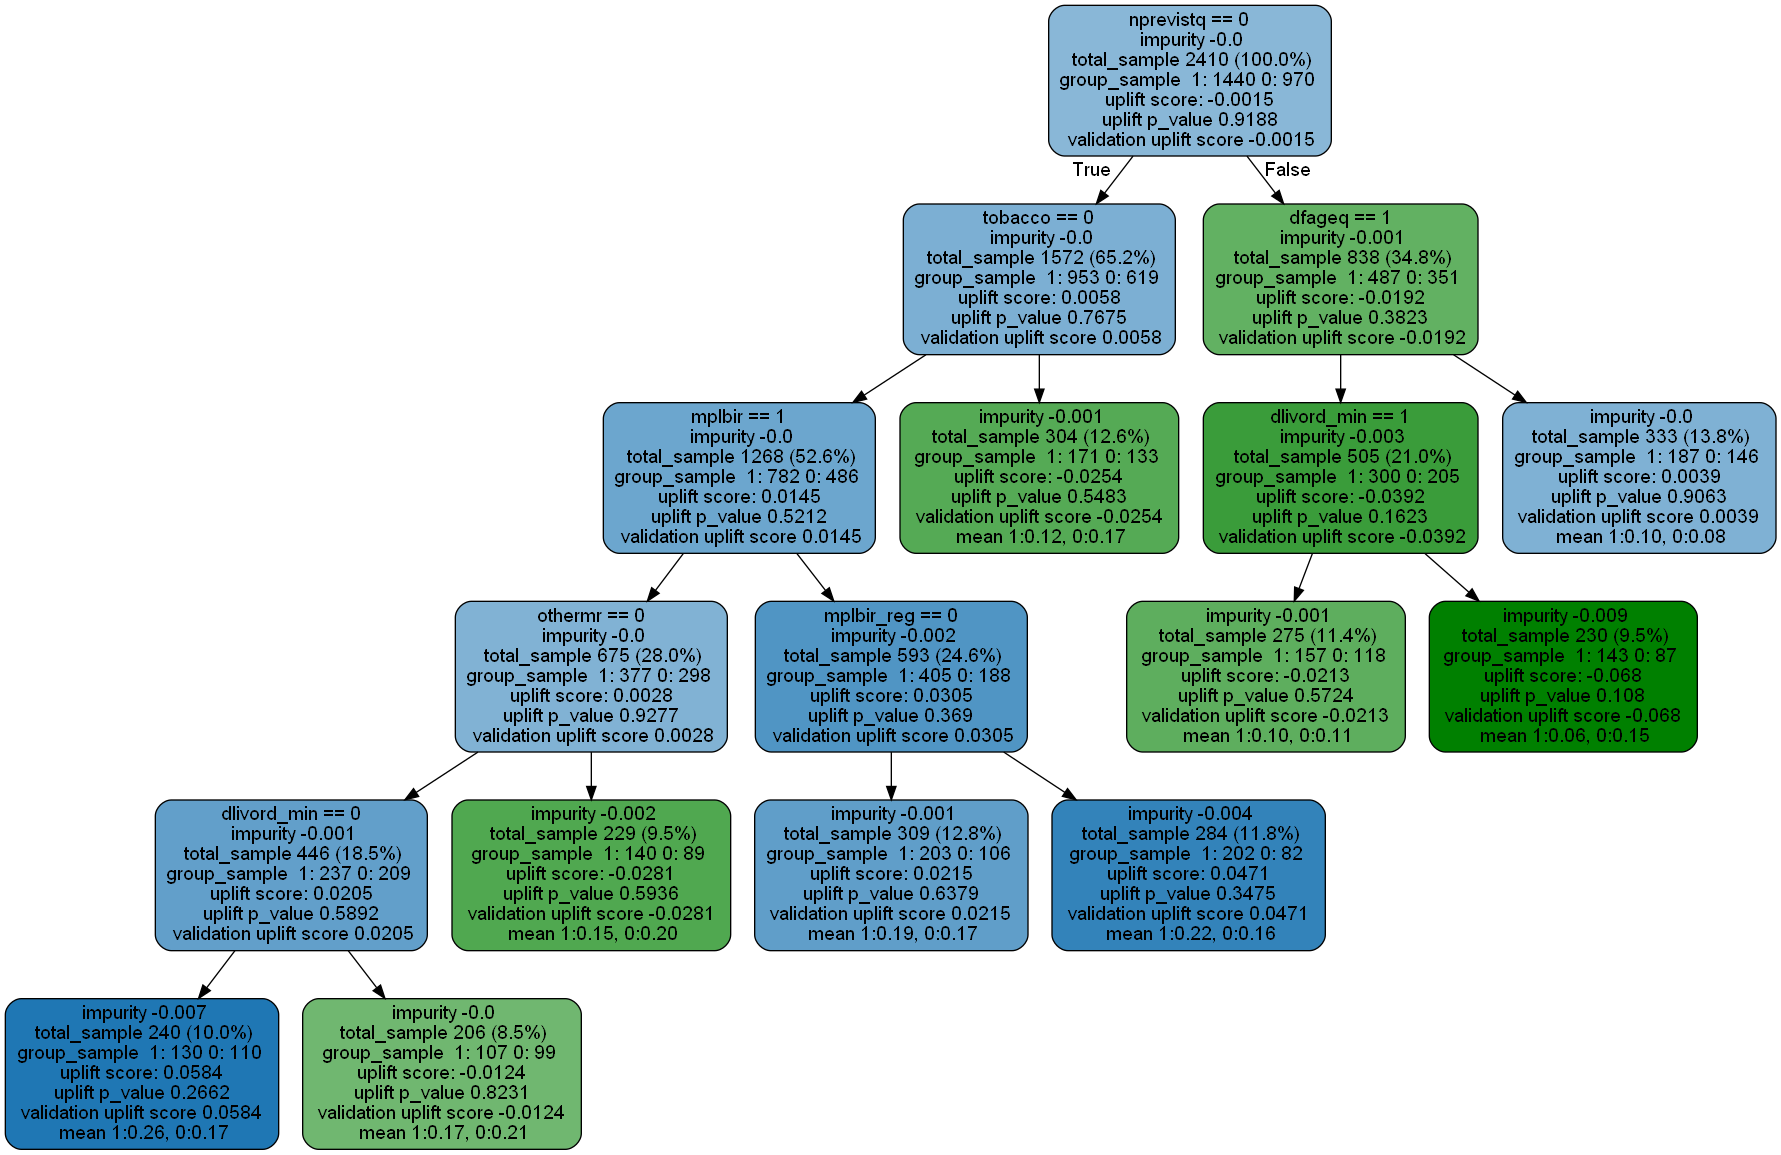 nprevistq == 0
impurity -0.0
total_sample 2410 (100.0%)
group_sample 1: 1440 0: 970
uplift score: -0.0015
uplift p_value 0.9188
validation uplift score -0.0015
True
False
tobacco == 0
impurity -0.0
total_sample 1572 (65.2%)
group_sample 1: 953 0: 619
uplift score: 0.0058
uplift p_value 0.7675
validation uplift score 0.0058
dfageq == 1
impurity -0.001
total_sample 838 (34.8%)
group_sample 1: 487 0: 351
uplift score: -0.0192
uplift p_value 0.3823
validation uplift score -0.0192
mplbir == 1
impurity -0.0
total_sample 1268 (52.6%)
group_sample 1: 782 0: 486
uplift score: 0.0145
uplift p_value 0.5212
validation uplift score 0.0145
impurity -0.001
total_sample 304 (12.6%)
group_sample 1: 171 0: 133
uplift score: -0.0254
uplift p_value 0.5483
validation uplift score -0.0254
mean 1:0.12, 0:0.17
dlivord_min == 1
impurity -0.003
total_sample 505 (21.0%)
group_sample 1: 300 0: 205
uplift score: -0.0392
uplift p_value 0.1623
validation uplift score -0.0392
impurity -0.0
total_sample 333 (13.8%)
group_sample 1: 187 0: 146
uplift score: 0.0039
uplift p_value 0.9063
validation uplift score 0.0039
mean 1:0.10, 0:0.08
othermr == 0
impurity -0.0
total_sample 675 (28.0%)
group_sample 1: 377 0: 298
uplift score: 0.0028
uplift p_value 0.9277
validation uplift score 0.0028
mplbir_reg == 0
impurity -0.002
total_sample 593 (24.6%)
group_sample 1: 405 0: 188
uplift score: 0.0305
uplift p_value 0.369
validation uplift score 0.0305
impurity -0.001
total_sample 275 (11.4%)
group_sample 1: 157 0: 118
uplift score: -0.0213
uplift p_value 0.5724
validation uplift score -0.0213
mean 1:0.10, 0:0.11
impurity -0.009
total_sample 230 (9.5%)
group_sample 1: 143 0: 87
uplift score: -0.068
uplift p_value 0.108
validation uplift score -0.068
mean 1:0.06, 0:0.15
dlivord_min == 0
impurity -0.001
total_sample 446 (18.5%)
group_sample 1: 237 0: 209
uplift score: 0.0205
uplift p_value 0.5892
validation uplift score 0.0205
impurity -0.002
total_sample 229 (9.5%)
group_sample 1: 140 0: 89
uplift score: -0.0281
uplift p_value 0.5936
validation uplift score -0.0281
mean 1:0.15, 0:0.20
impurity -0.001
total_sample 309 (12.8%)
group_sample 1: 203 0: 106
uplift score: 0.0215
uplift p_value 0.6379
validation uplift score 0.0215
mean 1:0.19, 0:0.17
impurity -0.004
total_sample 284 (11.8%)
group_sample 1: 202 0: 82
uplift score: 0.0471
uplift p_value 0.3475
validation uplift score 0.0471
mean 1:0.22, 0:0.16
impurity -0.007
total_sample 240 (10.0%)
group_sample 1: 130 0: 110
uplift score: 0.0584
uplift p_value 0.2662
validation uplift score 0.0584
mean 1:0.26, 0:0.17
impurity -0.0
total_sample 206 (8.5%)
group_sample 1: 107 0: 99
uplift score: -0.0124
uplift p_value 0.8231
validation uplift score -0.0124
mean 1:0.17, 0:0.21